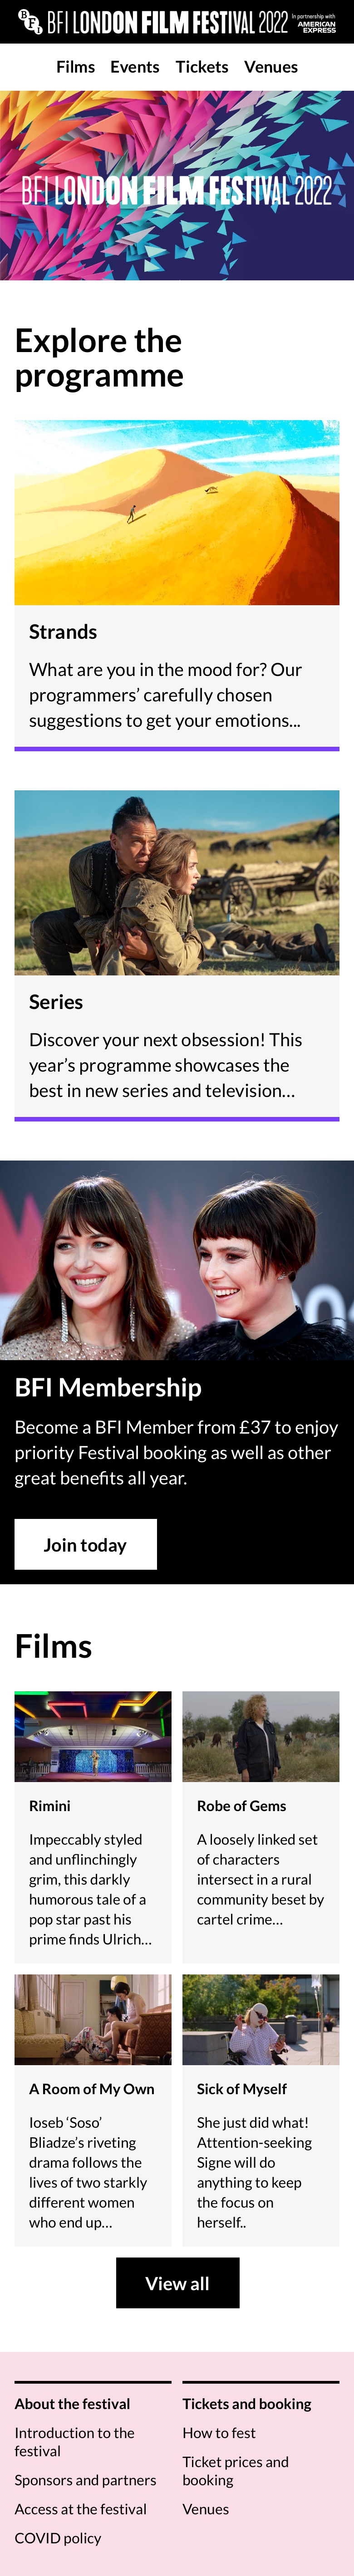 BFI BFI LONDON FILM FESTIVAL 2022 In partnership with
AMERICAN
EXPRESS
Films Events Tickets Venues
BFI LONDON FILM FESTIVAL 2022
Explore the
programme
Strands
What are you in the mood for? Our
programmers’ carefully chosen
suggestions to get your emotions...
Series
Discover your next obsession! This
year’s programme showcases the
best in new series and television…
BFI Membership
Become a BFI Member from £37 to enjoy
priority Festival booking as well as other
great benefits all year.
Join today
Films
Rimini
Impeccably styled
and unflinchingly
grim, this darkly
humorous tale of a
pop star past his
prime finds Ulrich…
Robe of Gems
A loosely linked set
of characters
intersect in a rural
community beset by
cartel crime…
A Room of My Own
Ioseb ‘Soso’
Bliadze’s riveting
drama follows the
lives of two starkly
different women
who end up…
Sick of Myself
She just did what!
Attention-seeking
Signe will do
anything to keep
the focus on
herself..
View all
About the festival
Introduction to the
festival
Sponsors and partners
Access at the festival
COVID policy
Tickets and booking
How to fest
Ticket prices and
booking
Venues